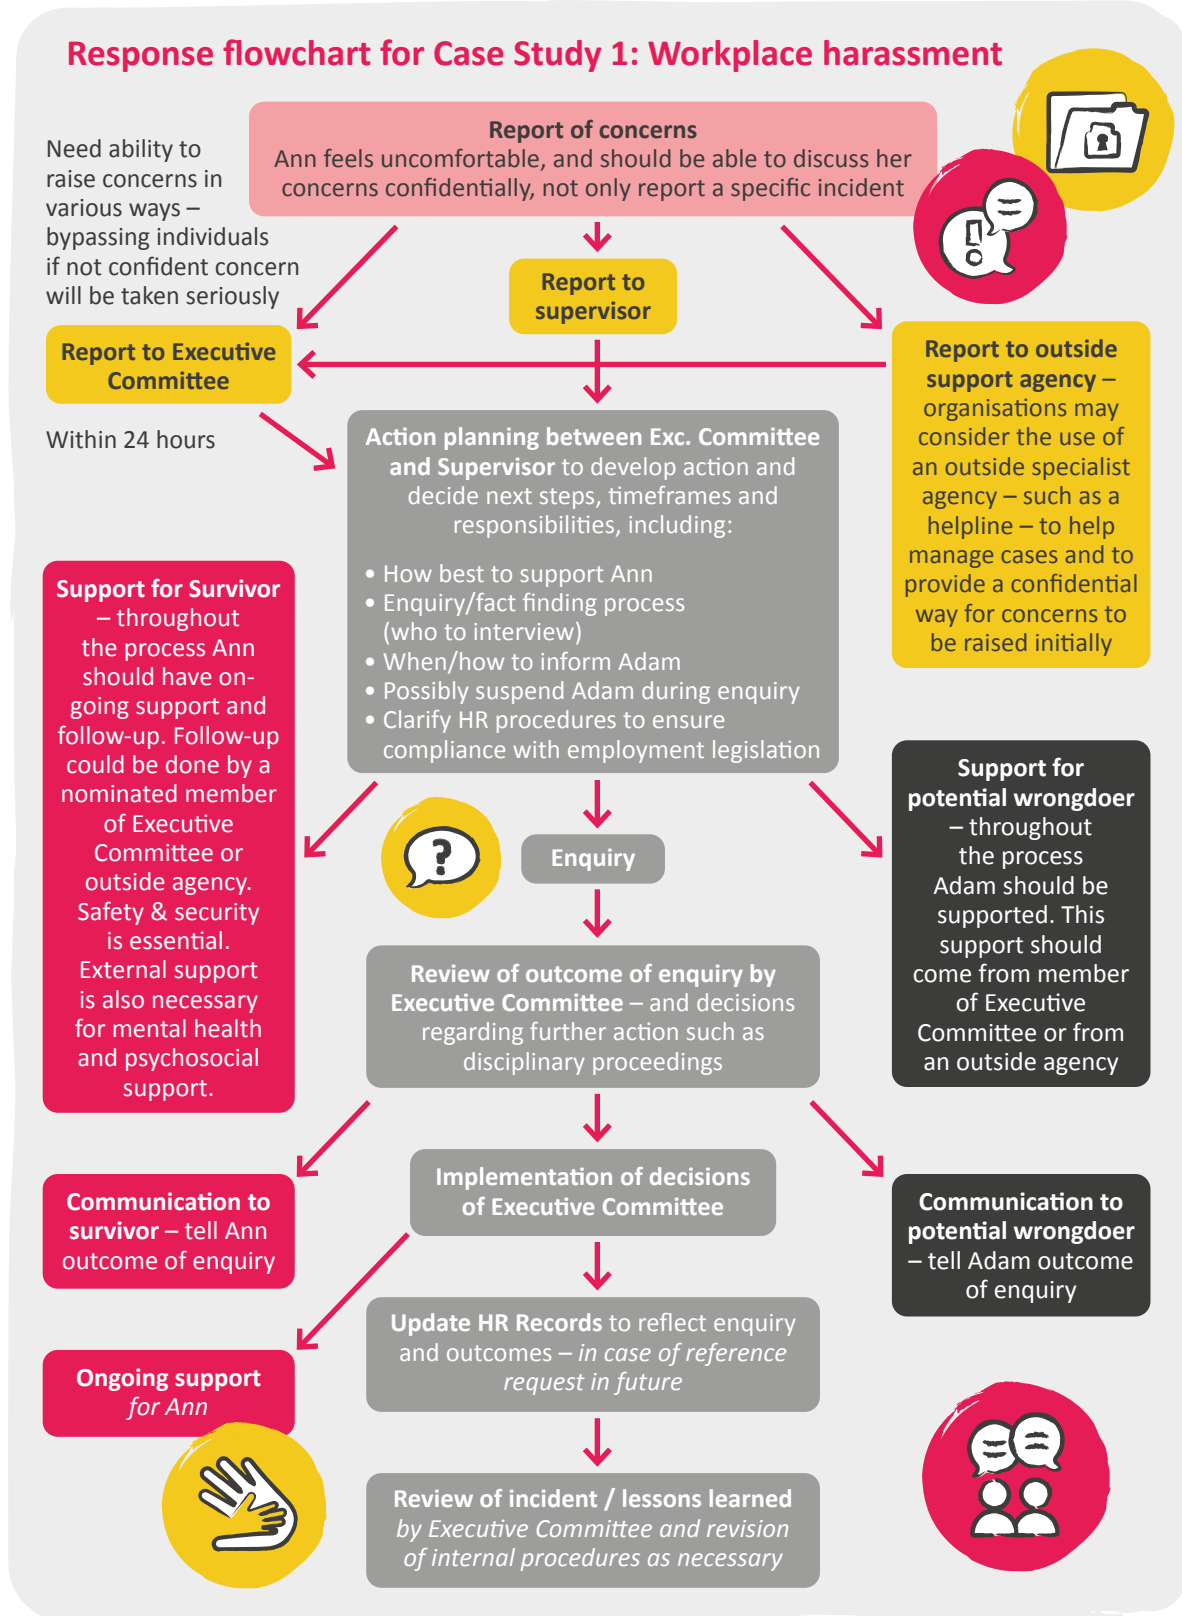 Response flowchart for Case Study 1: Workplace harassment
Report of concerns
Ann feels uncomfortable, and should be able to discuss her
concerns confidentially, not only report a specific incident
Need ability to
raise concerns in
various ways –
bypassing individuals
if not confident concern
will be taken seriously
Report to
supervisor
Report to Executive
Committee
Within 24 hours
Report to outside
support agency –
organisations may
consider the use of
an outside specialist
agency – such as a
helpline – to help
manage cases and to
provide a confidential
way for concerns to
be raised initially
Action planning between Exc. Committee
and Supervisor to develop action and
decide next steps, timeframes and
responsibilities, including:
• How best to support Ann
• Enquiry/fact finding process
(who to interview)
• When/how to inform Adam
• Possibly suspend Adam during enquiry
• Clarify HR procedures to ensure
compliance with employment legislation
Support for Survivor
– throughout
the process Ann
should have on-
going support and
follow-up. Follow-up
could be done by a
nominated member
of Executive
Committee or
outside agency.
Safety & security
is essential.
External support
is also necessary
for mental health
and psychosocial
support.
Support for
potential wrongdoer
– throughout
the process
Adam should be
supported. This
support should
come from member
of Executive
Committee or from
an outside agency
?
Enquiry
Review of outcome of enquiry by
Executive Committee – and decisions
regarding further action such as
disciplinary proceedings
Communication to
survivor – tell Ann
outcome of enquiry
Implementation of decisions
of Executive Committee
Communication to
potential wrongdoer
– tell Adam outcome
of enquiry
Update HR Records to reflect enquiry
and outcomes – in case of reference
request in future
Ongoing support
for Ann
Review of incident / lessons learned
by Executive Committee and revision
of internal procedures as necessary